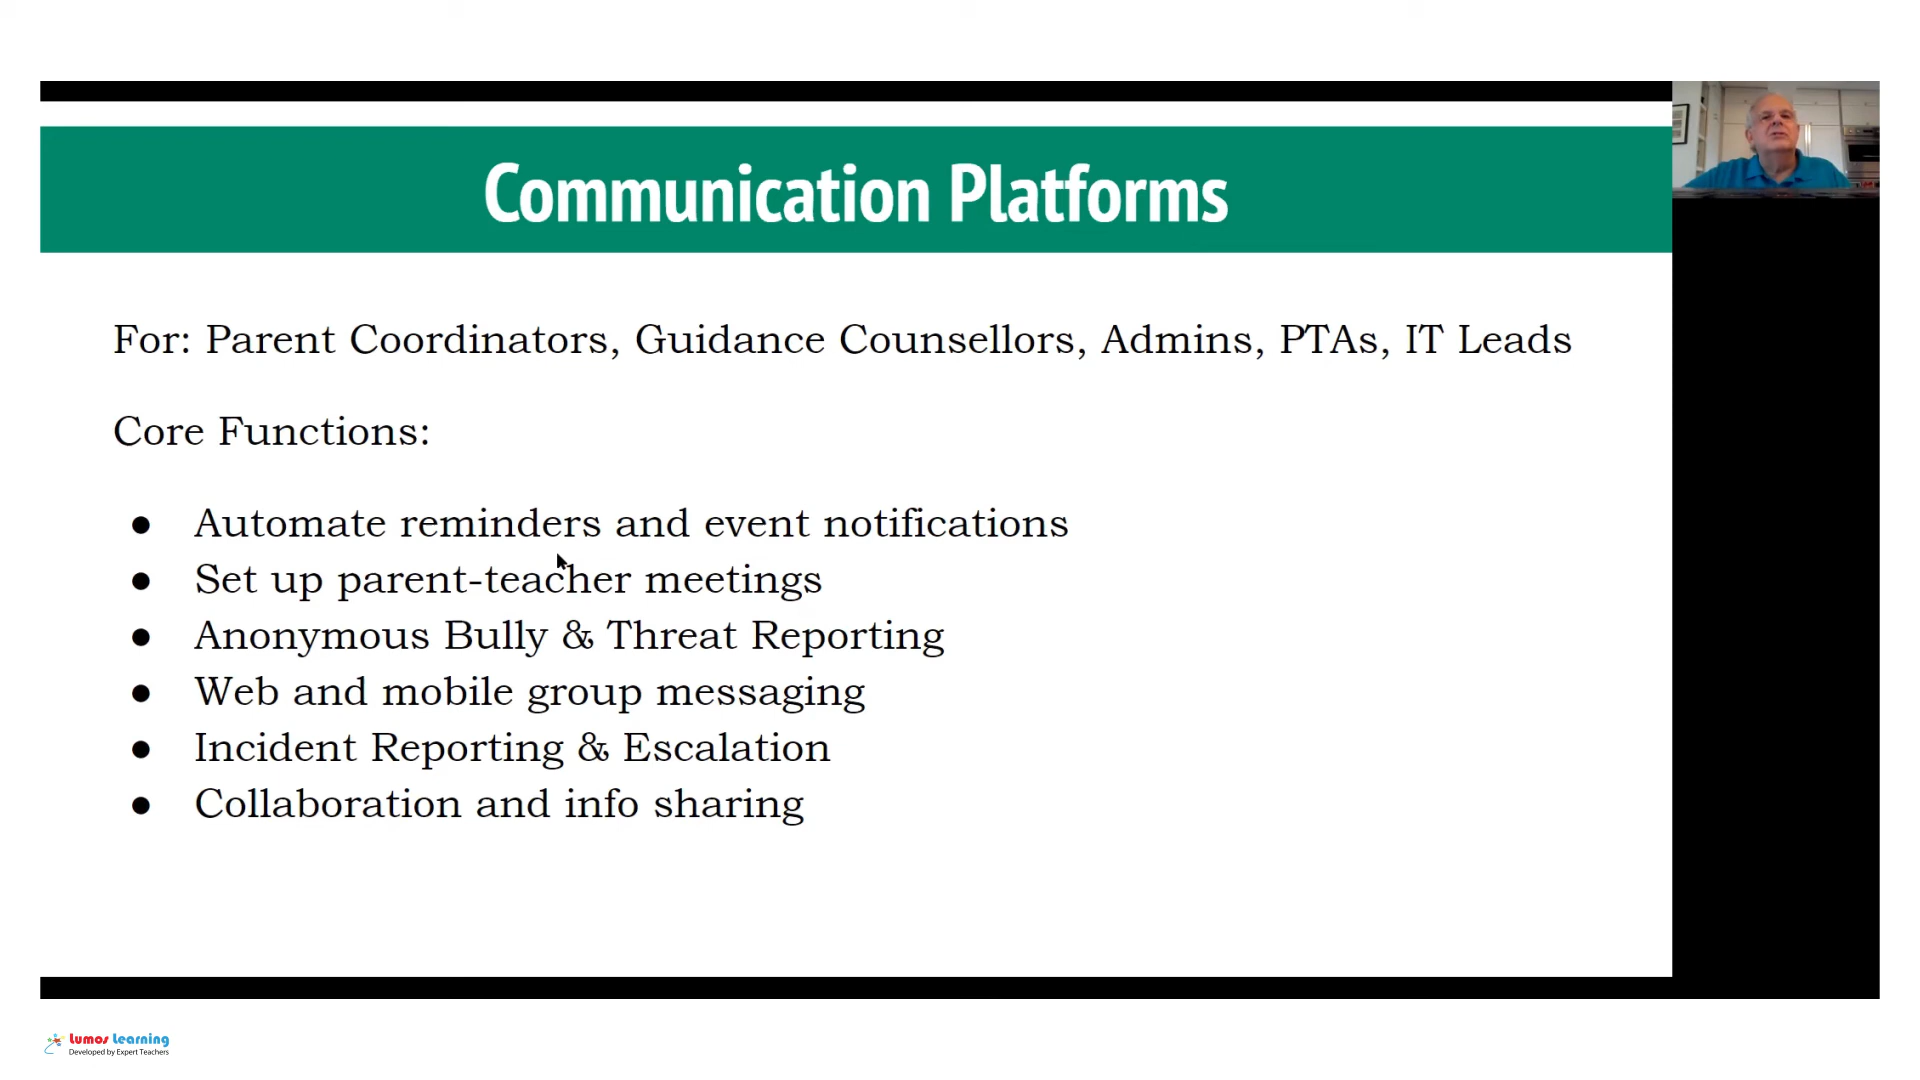 Communication Platforms
For: Parent Coordinators, Guidance Counsellors, Admins, PTAs, IT Leads
Core Functions:
● Automate reminders and event notifications
● Set up parent-teacher meetings
● Anonymous Bully & Threat Reporting
● Web and mobile group messaging
● Incident Reporting & Escalation
● Collaboration and info sharing
Lumos Learning
Developed by Expert Teachers